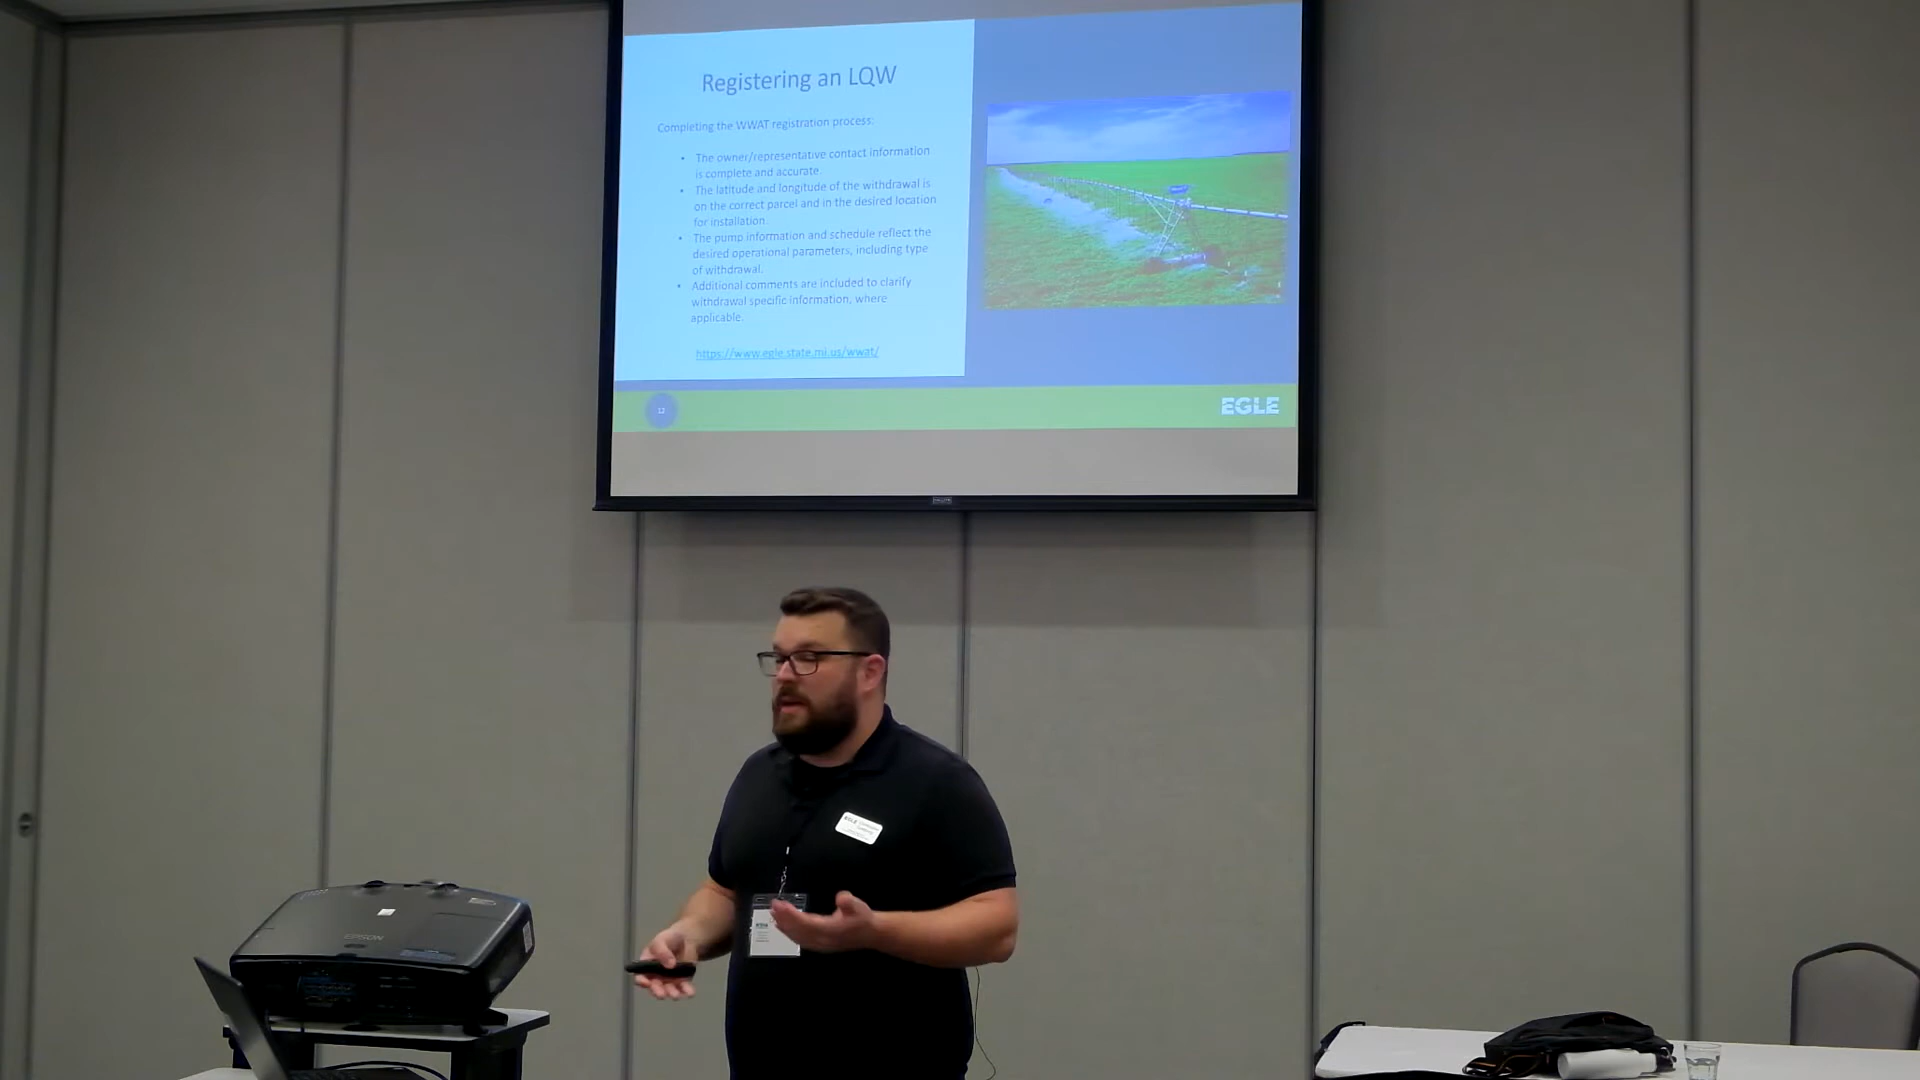 Registering an LQW
Completing the WWAT registration process:
• The owner/representative contact information
is complete and accurate
• The latitude and longitude of the withdrawal is
on the correct parcel and in the desired location
for installation.
• The pump information and schedule reflect the
desired operational parameters, including type
of withdrawal.
• Additional comments are included to clarify
withdrawal specific information, where
applicable.
https://www.egle.state.mi.us/wwat/
12
EGLE
EGLE
EPSON